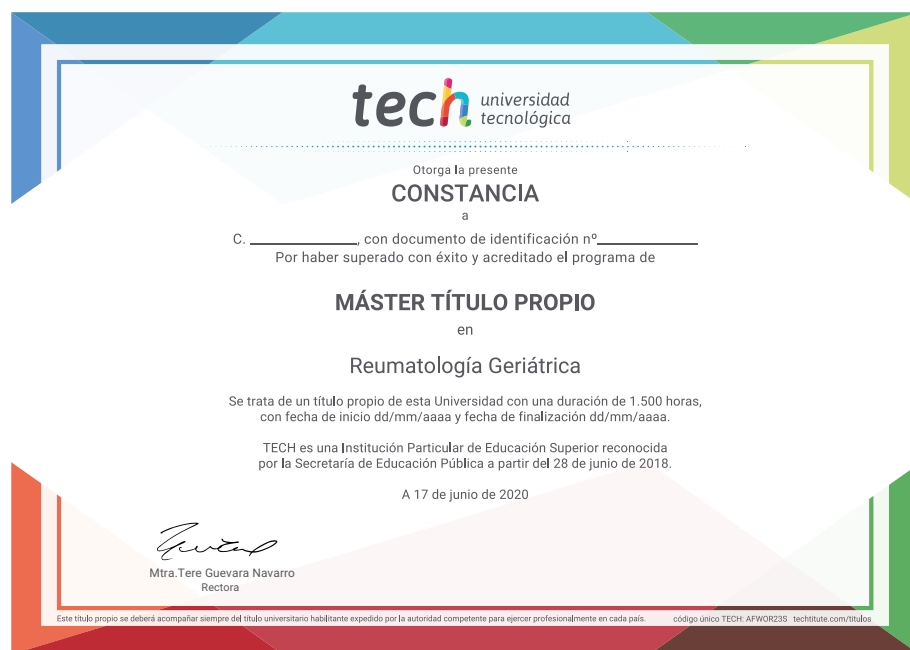 tech universidad
tecnológica
Otorga la presente
CONSTANCIA
a
C. ____________, con documento de identificación nº____________
Por haber superado con éxito y acreditado el programa de
MÁSTER TÍTULO PROPIO
en
Reumatología Geriátrica
Se trata de un título propio de esta Universidad con una duración de 1.500 horas,
con fecha de inicio dd/mm/aaaa y fecha de finalización dd/mm/aaaa.
TECH es una Institución Particular de Educación Superior reconocida
por la Secretaría de Educación Pública a partir del 28 de junio de 2018.
A 17 de junio de 2020
Mtra.Tere Guevara Navarro
Rectora
Este título propio se deberá acompañar siempre del título universitario habilitante expedido por la autoridad competente para ejercer profesionalmente en cada país. código único TECH: AFWOR23S techtitute.com/titulos